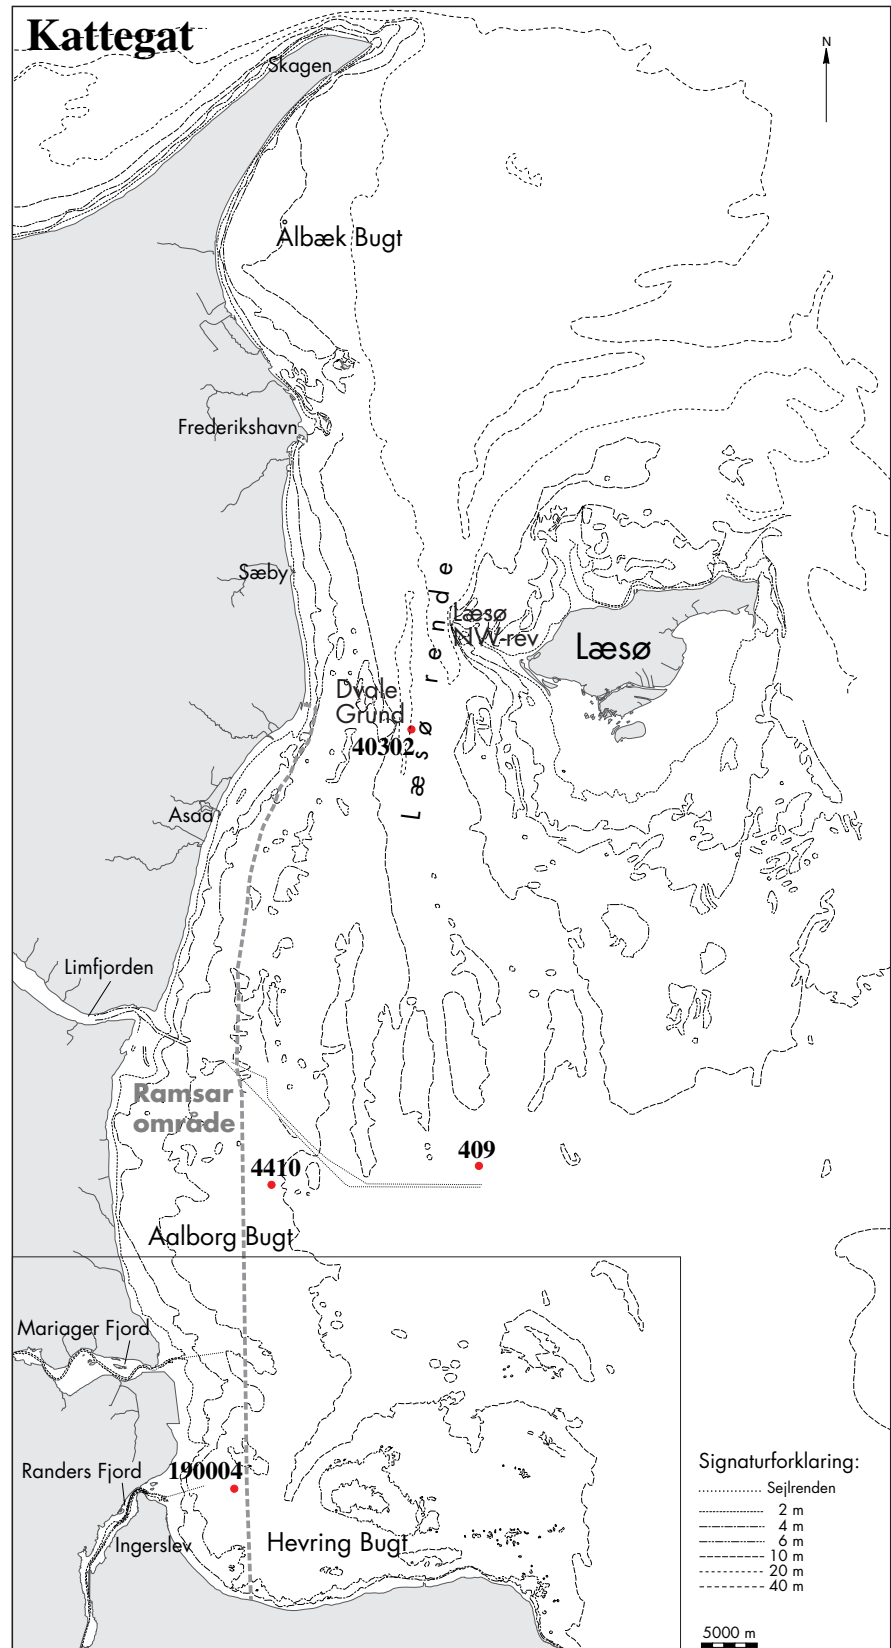 Kattegat
N
Skagen
Ålbæk Bugt
Frederikshavn
Sæby
Læsø
NW-rev
Læsø
Læsø rende
Dvale
Grund
40302
Asaa
Limfjorden
Ramsar
område
409
4410
Aalborg Bugt
Mariager Fjord
Randers Fjord
190004
Ingerslev
Hevring Bugt
Signaturforklaring:
Sejlrenden
2 m
4 m
6 m
10 m
20 m
40 m
5000 m